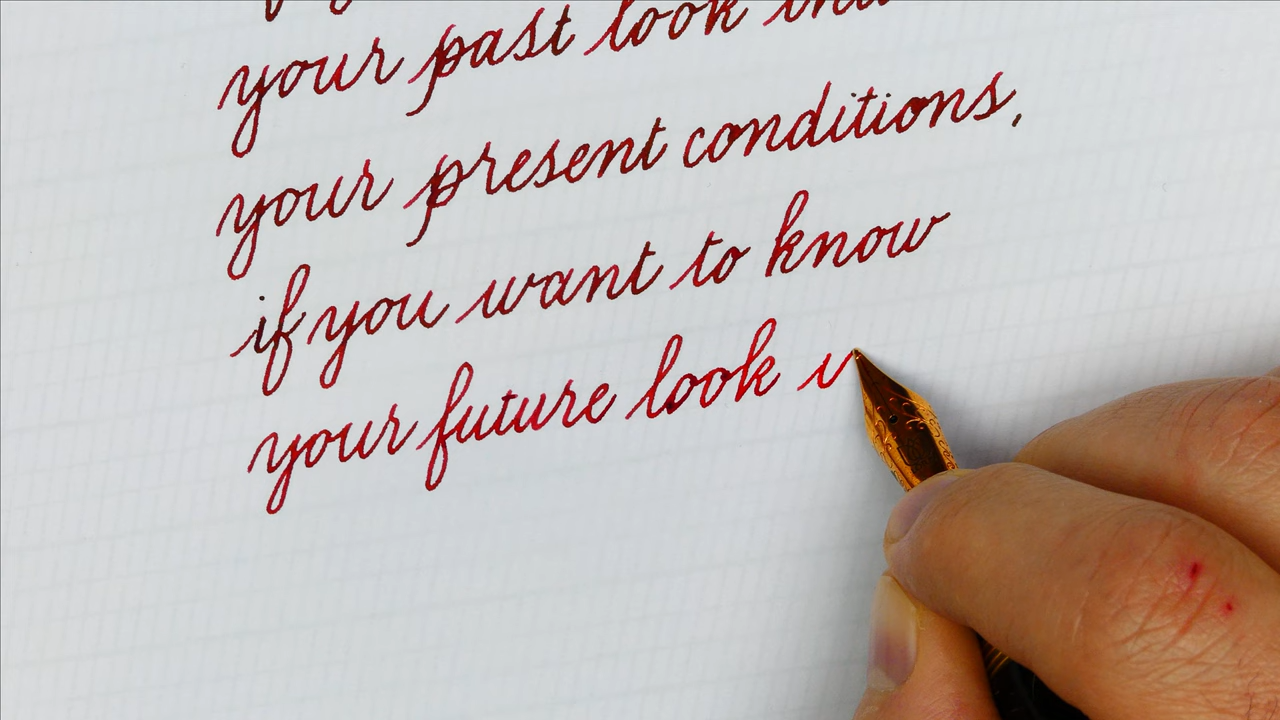 your past look
your present conditions,
if you want to know
your future look